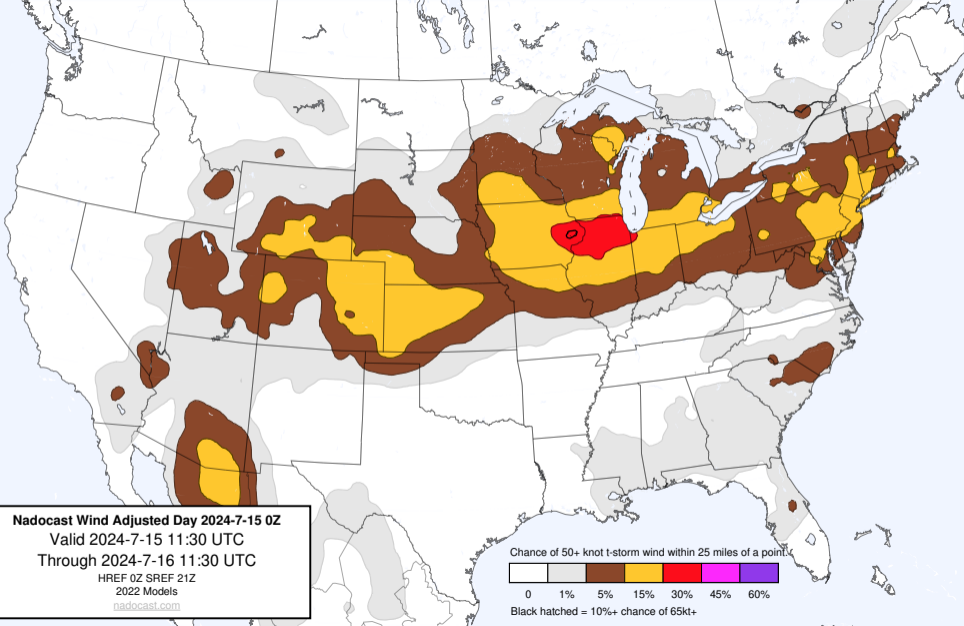 Nadocast Wind Adjusted Day 2024-7-15 0Z
Valid 2024-7-15 11:30 UTC
Through 2024-7-16 11:30 UTC
HREF 0Z SREF 21Z
2022 Models
nadocast.com
Chance of 50+ knot t-storm wind within 25 miles of a point.
0 1% 5% 15% 30% 45% 60%
Black hatched = 10%+ chance of 65kt+